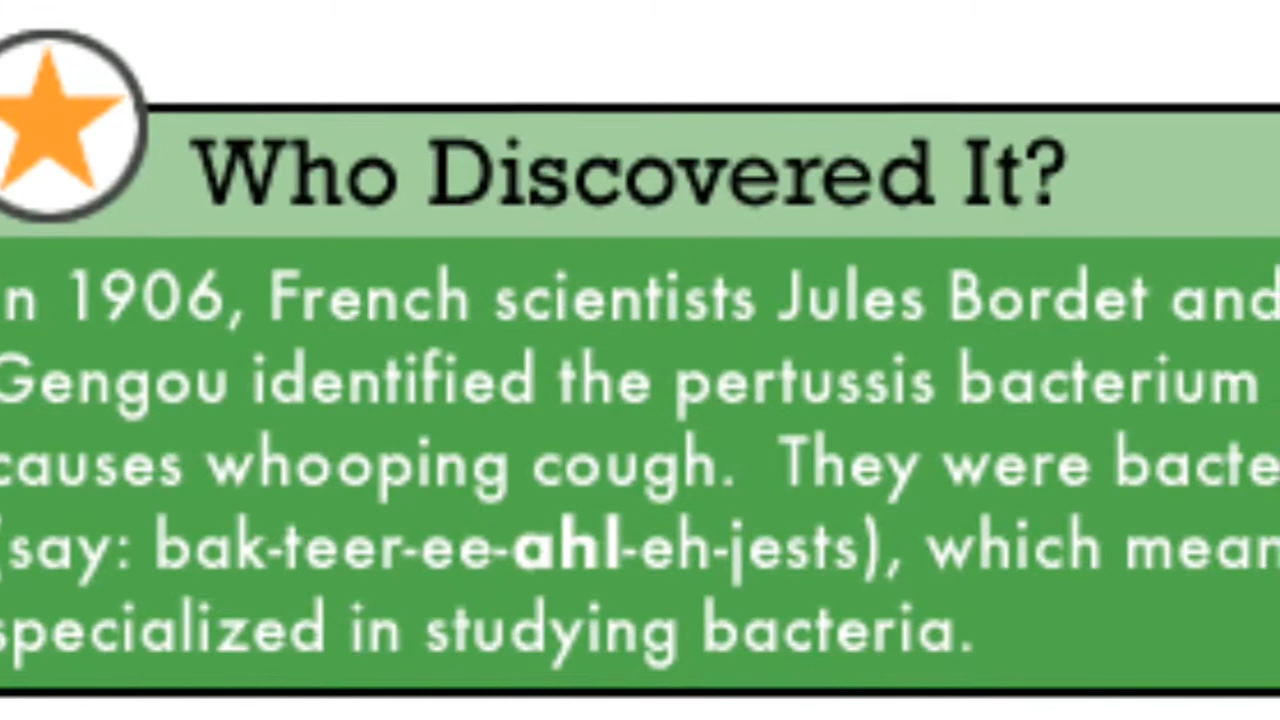 Who Discovered It?
n 1906, French scientists Jules Bordet and
Gengou identified the pertussis bacterium
causes whooping cough. They were bacte
(say: bak-teer-ee-ahl-eh-jests), which mean
specialized in studying bacteria.